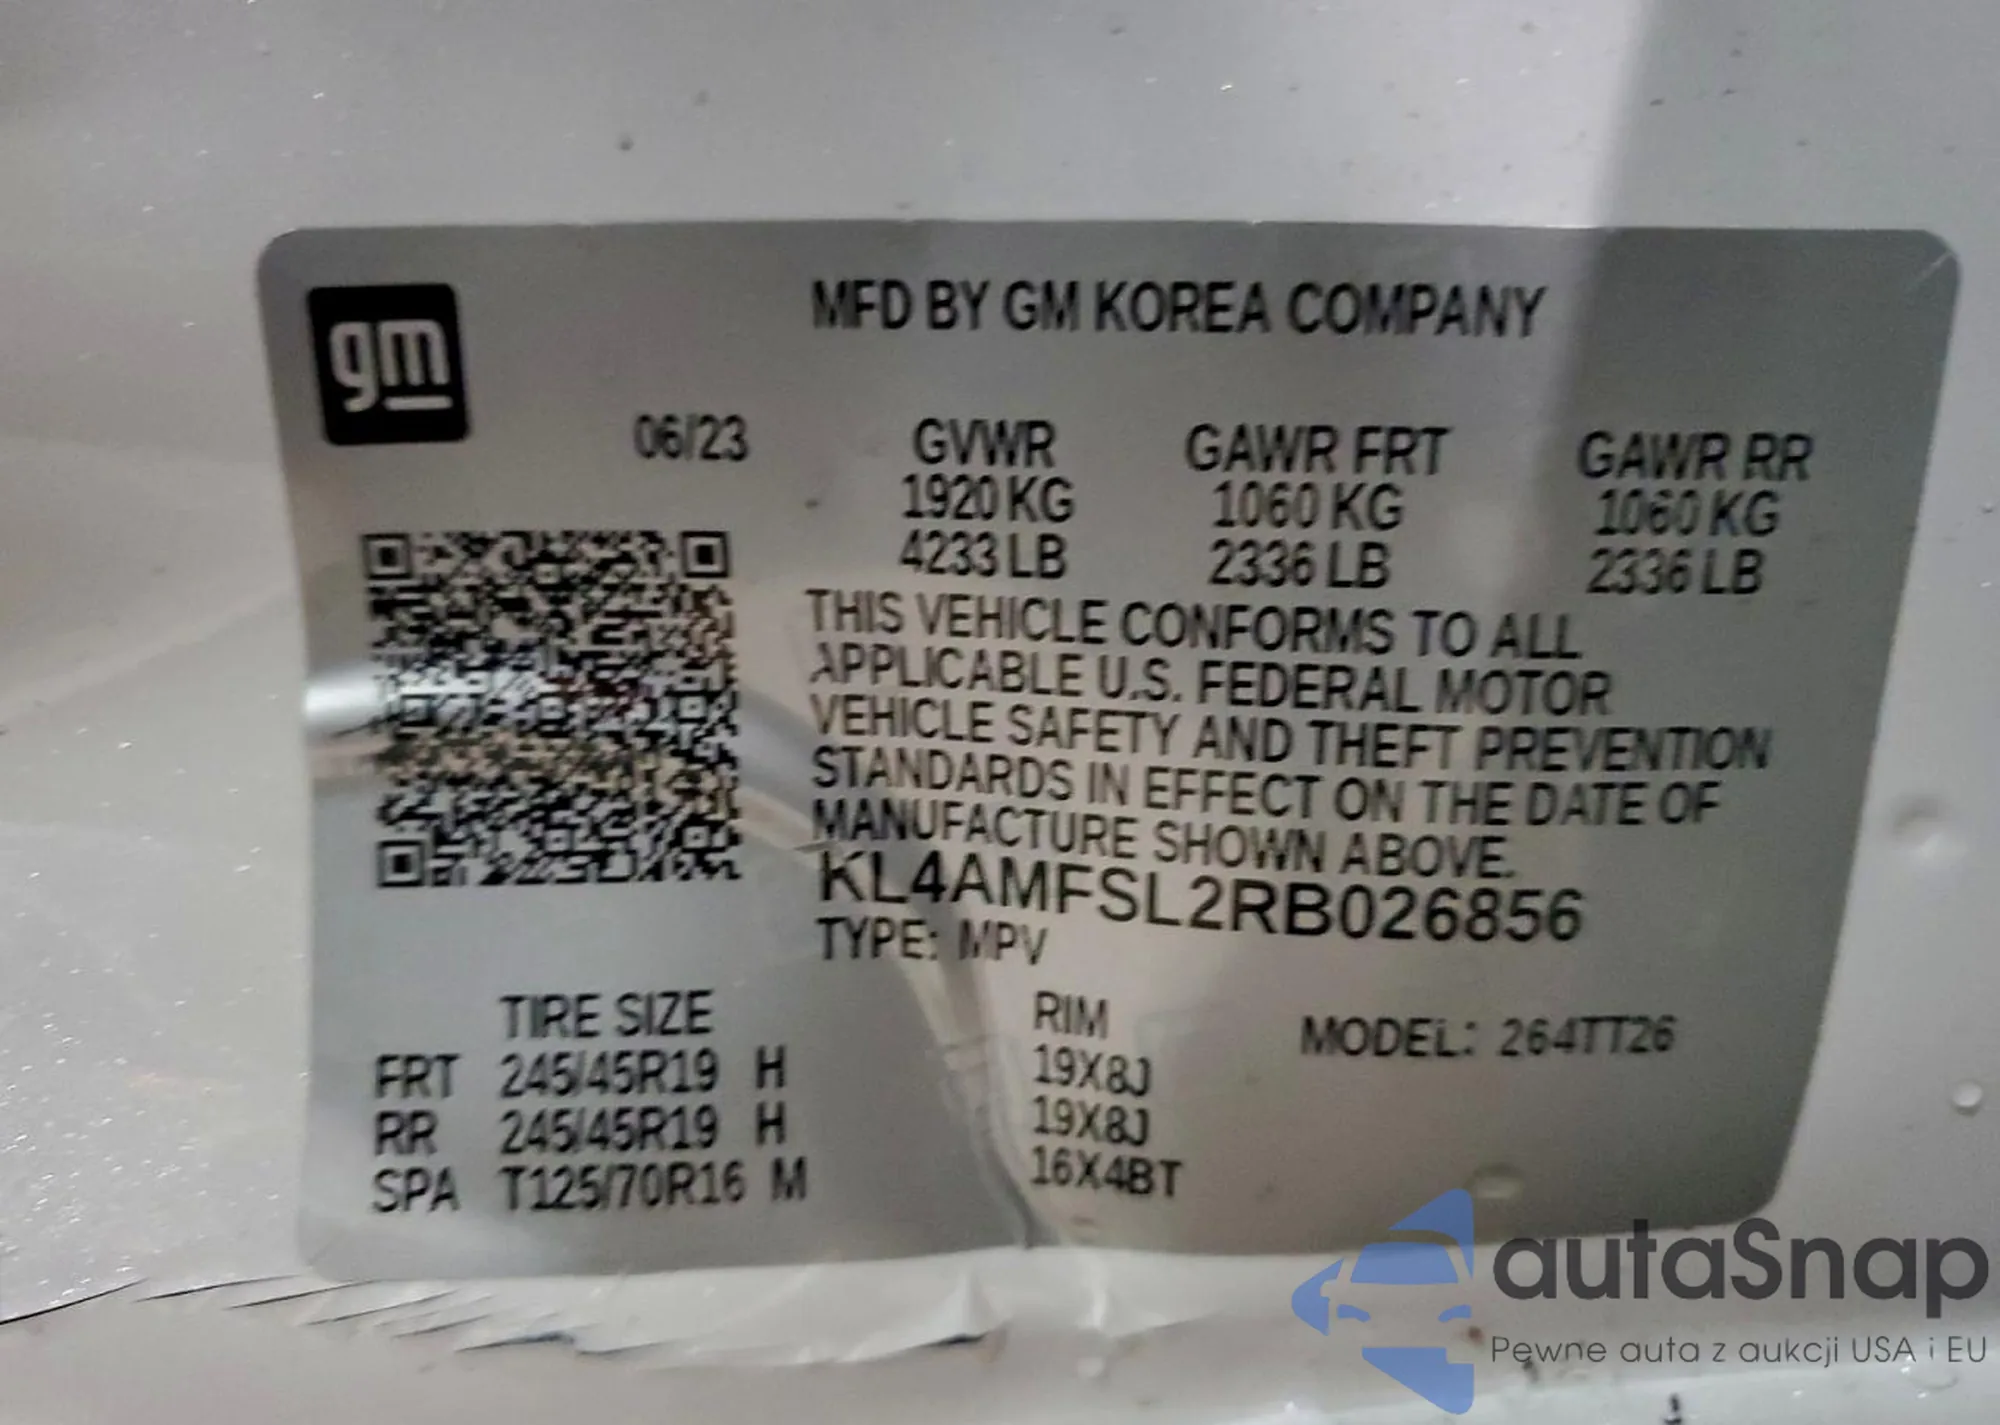 gm
MFD BY GM KOREA COMPANY
06/23 GVWR GAWR FRT GAWR RR
1920 KG 1060 KG 1060 KG
4233 LB 2336 LB 2336 LB
THIS VEHICLE CONFORMS TO ALL
APPLICABLE U.S. FEDERAL MOTOR
VEHICLE SAFETY AND THEFT PREVENTION
STANDARDS IN EFFECT ON THE DATE OF
MANUFACTURE SHOWN ABOVE.
KL4AMFSL2RB026856
TYPE: MPV
TIRE SIZE RIM MODEL: 264TT26
FRT 245/45R19 H 19X8J
RR 245/45R19 H 19X8J
SPA T125/70R16 M 16X4BT
autaSnap
Pewne auta z aukcji USA i EU